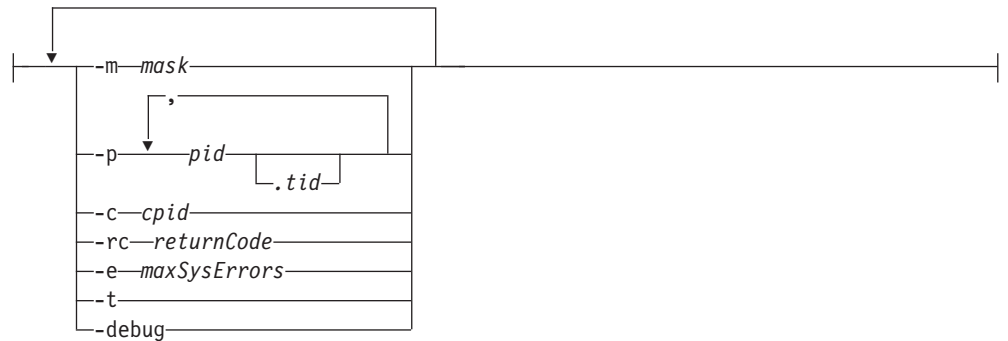 -m mask
,
-p pid
.tid
-c cpid
-rc returnCode
-e maxSysErrors
-t
-debug